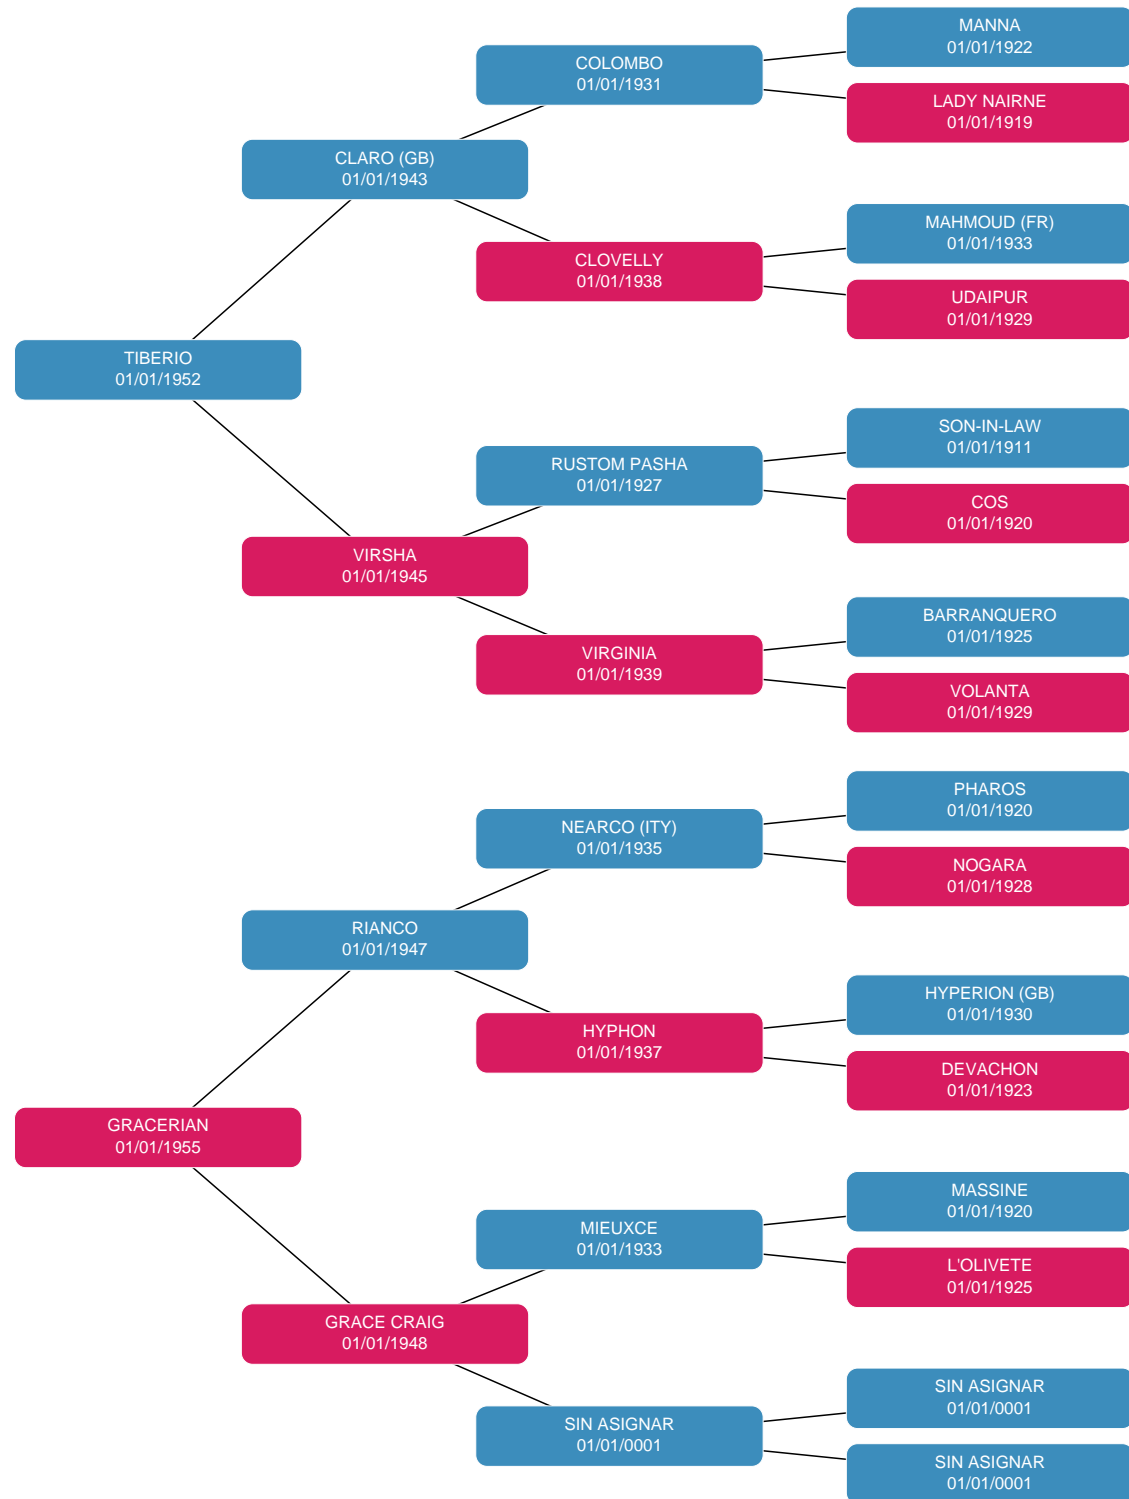 MANNA
01/01/1922
COLOMBO
01/01/1931
LADY NAIRNE
01/01/1919
CLARO (GB)
01/01/1943
MAHMOUD (FR)
01/01/1933
CLOVELLY
01/01/1938
UDAIPUR
01/01/1929
TIBERIO
01/01/1952
SON-IN-LAW
01/01/1911
RUSTOM PASHA
01/01/1927
COS
01/01/1920
VIRSHA
01/01/1945
BARRANQUERO
01/01/1925
VIRGINIA
01/01/1939
VOLANTA
01/01/1929
PHAROS
01/01/1920
NEARCO (ITY)
01/01/1935
NOGARA
01/01/1928
RIANCO
01/01/1947
HYPERION (GB)
01/01/1930
HYPHON
01/01/1937
DEVACHON
01/01/1923
GRACERIAN
01/01/1955
MASSINE
01/01/1920
MIEUXCE
01/01/1933
L'OLIVETE
01/01/1925
GRACE CRAIG
01/01/1948
SIN ASIGNAR
01/01/0001
SIN ASIGNAR
01/01/0001
SIN ASIGNAR
01/01/0001